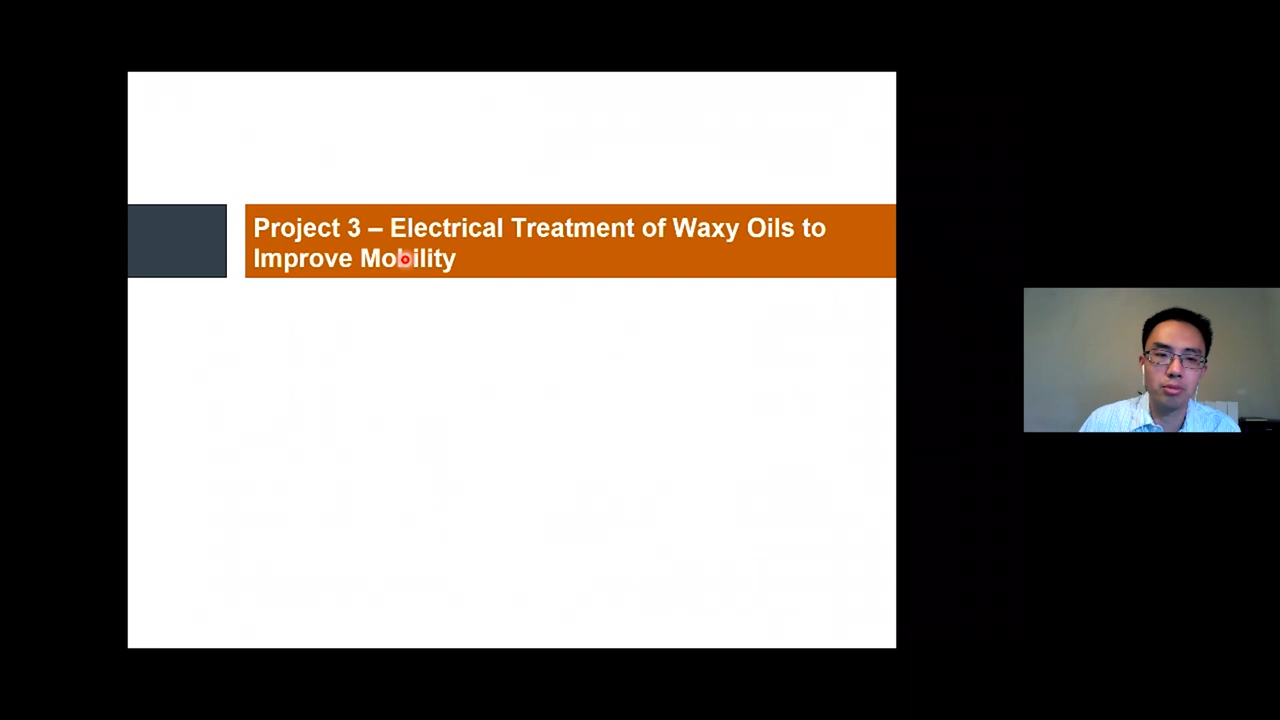 Project 3 – Electrical Treatment of Waxy Oils to
Improve Mobility